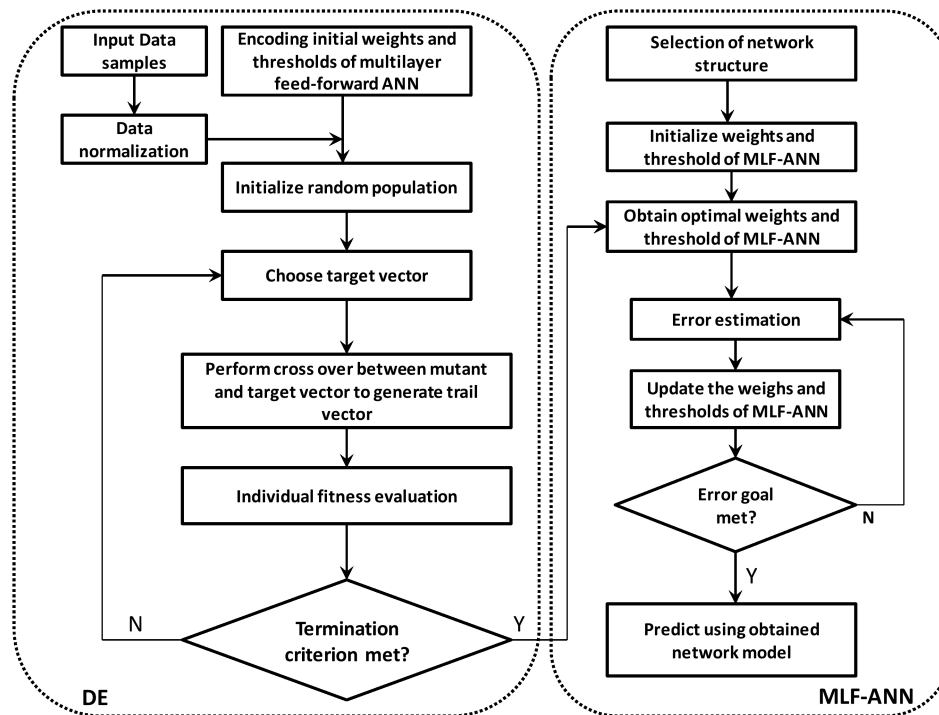 Input Data
samples
Encoding initial weights and
thresholds of multilayer
feed-forward ANN
Data
normalization
Initialize random population
Choose target vector
Perform cross over between mutant
and target vector to generate trail
vector
Individual fitness evaluation
Termination
criterion met?
N
Y
DE
Selection of network
structure
Initialize weights and
threshold of MLF-ANN
Obtain optimal weights and
threshold of MLF-ANN
Error estimation
Update the weighs and
thresholds of MLF-ANN
Error goal
met?
N
Y
Predict using obtained
network model
MLF-ANN